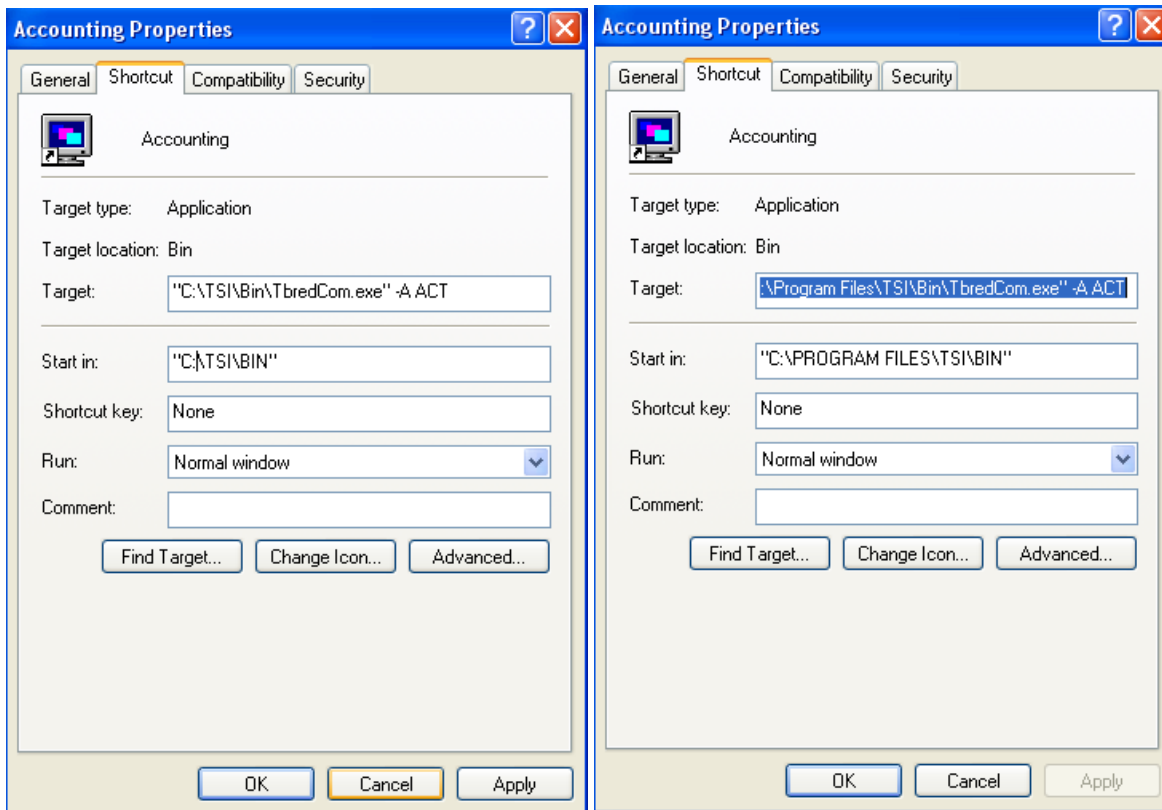 Accounting Properties
General Shortcut Compatibility Security
Accounting
Target type: Application
Target location: Bin
Target: "C:\TSI\Bin\TbredCom.exe" -A ACT
Start in: "C:\TSI\BIN"
Shortcut key: None
Run: Normal window
Comment:
Find Target... Change Icon... Advanced...
OK Cancel Apply
Accounting Properties
General Shortcut Compatibility Security
Accounting
Target type: Application
Target location: Bin
Target: :\Program Files\TSI\Bin\TbredCom.exe" -A ACT
Start in: "C:\PROGRAM FILES\TSI\BIN"
Shortcut key: None
Run: Normal window
Comment:
Find Target... Change Icon... Advanced...
OK Cancel Apply